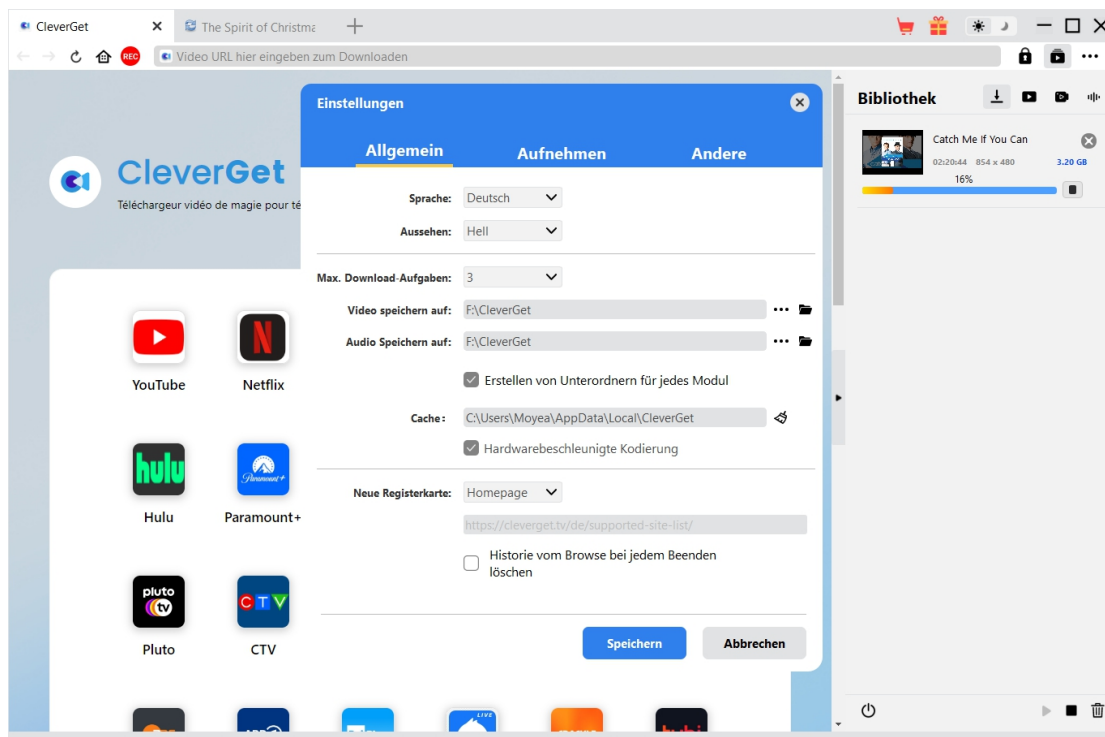 CleverGet
The Spirit of Christma
REC
Video URL hier eingeben zum Downloaden
CleverGet
Téléchargeur vidéo de magie pour té
YouTube
Netflix
hulu
Paramount+
Hulu
Paramount+
pluto
tv
CTV
Pluto
CTV
LIVE
Einstellungen
Allgemein
Aufnehmen
Andere
Sprache: Deutsch
Aussehen: Hell
Max. Download-Aufgaben: 3
Video speichern auf: F:\CleverGet
Audio Speichern auf: F:\CleverGet
Erstellen von Unterordnern für jedes Modul
Cache: C:\Users\Moyea\AppData\Local\CleverGet
Hardwarebeschleunigte Kodierung
Neue Registerkarte: Homepage
https://cleverget.tv/de/supported-site-list/
Historie vom Browse bei jedem Beenden
löschen
Speichern
Abbrechen
Bibliothek
Catch Me If You Can
02:20:44 854 x 480 3.20 GB
16%